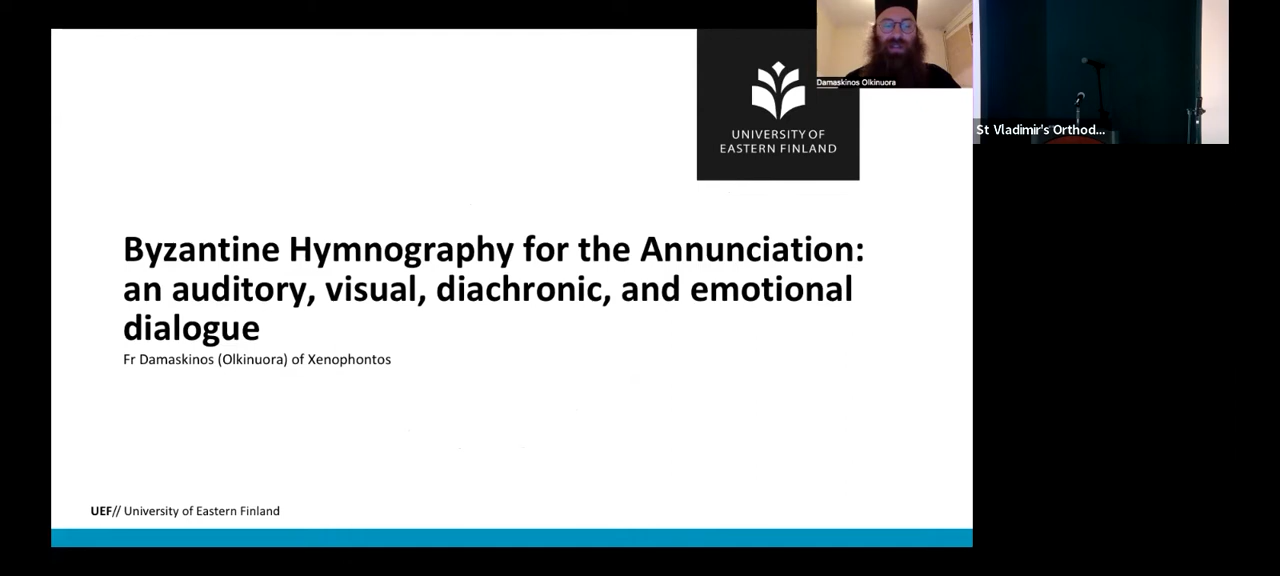 Damaskinos Olkinuora
St Vladimir's Orthod...
UNIVERSITY OF
EASTERN FINLAND
Byzantine Hymnography for the Annunciation:
an auditory, visual, diachronic, and emotional
dialogue
Fr Damaskinos (Olkinuora) of Xenophontos
UEF// University of Eastern Finland